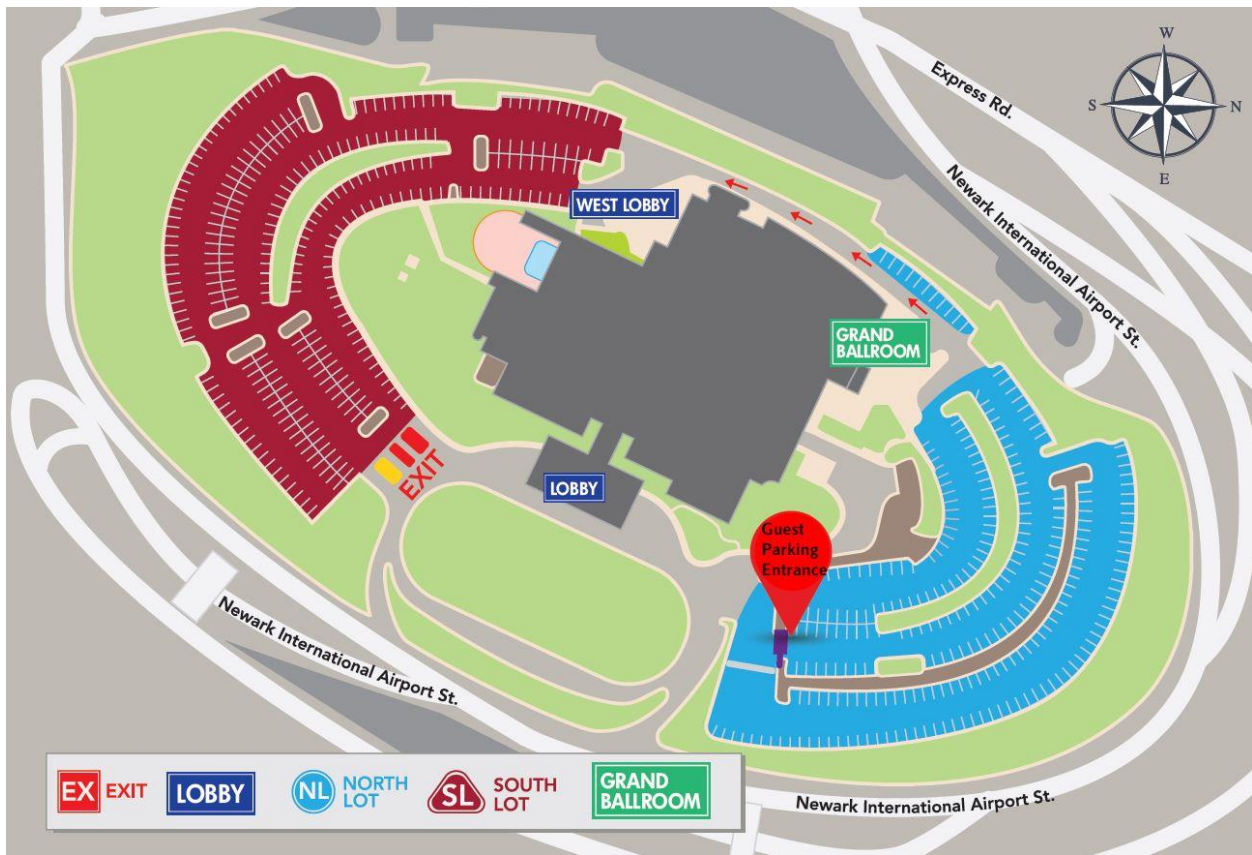 W
S
N
E
Express Rd.
Newark International Airport St.
WEST LOBBY
GRAND
BALLROOM
EXIT
LOBBY
Guest
Parking
Entrance
Newark International Airport St.
Newark International Airport St.
EX EXIT
LOBBY
NL NORTH
LOT
SL SOUTH
LOT
GRAND
BALLROOM